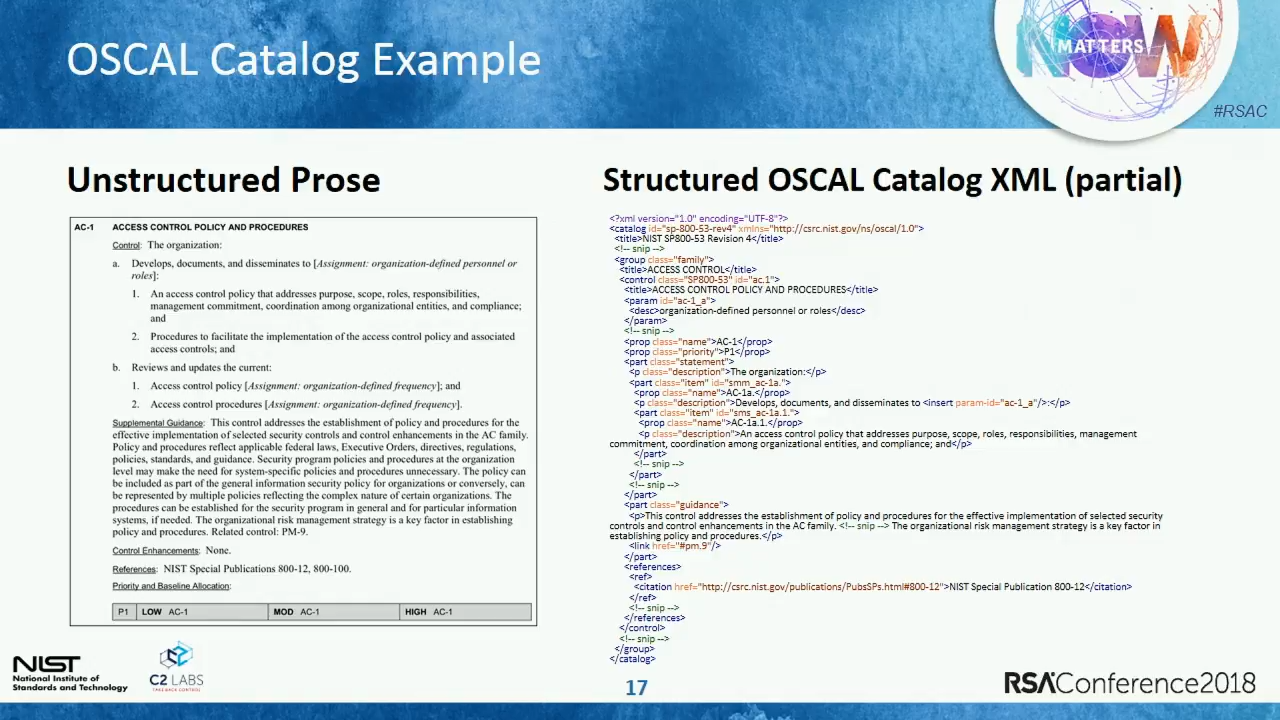 OSCAL Catalog Example
MATTERS
NOW
#RSAC
Unstructured Prose
AC-1 ACCESS CONTROL POLICY AND PROCEDURES
Control: The organization:
a. Develops, documents, and disseminates to [Assignment: organization-defined personnel or
roles]:
1. An access control policy that addresses purpose, scope, roles, responsibilities,
management commitment, coordination among organizational entities, and compliance;
and
2. Procedures to facilitate the implementation of the access control policy and associated
access controls; and
b. Reviews and updates the current:
1. Access control policy [Assignment: organization-defined frequency]; and
2. Access control procedures [Assignment: organization-defined frequency].
Supplemental Guidance: This control addresses the establishment of policy and procedures for the
effective implementation of selected security controls and control enhancements in the AC family.
Policy and procedures reflect applicable federal laws, Executive Orders, directives, regulations,
policies, standards, and guidance. Security program policies and procedures at the organization
level may make the need for system-specific policies and procedures unnecessary. The policy can
be included as part of the general information security policy for organizations or conversely, can
be represented by multiple policies reflecting the complex nature of certain organizations. The
procedures can be established for the security program in general and for particular information
systems, if needed. The organizational risk management strategy is a key factor in establishing
policy and procedures. Related control: PM-9.
Control Enhancements: None.
References: NIST Special Publications 800-12, 800-100.
Priority and Baseline Allocation:
P1 LOW AC-1 MOD AC-1 HIGH AC-1
Structured OSCAL Catalog XML (partial)
<?xml version="1.0" encoding="UTF-8"?>
<catalog id="sp-800-53-rev4" xmlns="http://csrc.nist.gov/ns/oscal/1.0">
<title>NIST SP800-53 Revision 4</title>
<!-- snip -->
<group class="family">
<title>ACCESS CONTROL</title>
<control class="SP800-53" id="ac.1">
<title>ACCESS CONTROL POLICY AND PROCEDURES</title>
<param id="ac-1_a">
<desc>organization-defined personnel or roles</desc>
</param>
<!-- snip -->
<prop class="name">AC-1</prop>
<prop class="priority">P1</prop>
<part class="statement">
<p class="description">The organization:</p>
<part class="item" id="smm_ac-1a.">
<prop class="name">AC-1a.</prop>
<p class="description">Develops, documents, and disseminates to <insert param-id="ac-1_a"/>:</p>
<part class="item" id="sms_ac-1a.1.">
<prop class="name">AC-1a.1.</prop>
<p class="description">An access control policy that addresses purpose, scope, roles, responsibilities, management
commitment, coordination among organizational entities, and compliance; and</p>
</part>
<!-- snip -->
</part>
<!-- snip -->
</part>
<part class="guidance">
<p>This control addresses the establishment of policy and procedures for the effective implementation of selected security
controls and control enhancements in the AC family. <!-- snip --> The organizational risk management strategy is a key factor in
establishing policy and procedures.</p>
<link href="#pm.9"/>
</part>
<references>
<ref>
<citation href="http://csrc.nist.gov/publications/PubsSPs.html#800-12">NIST Special Publication 800-12</citation>
</ref>
<!-- snip -->
</references>
</control>
<!-- snip -->
</group>
</catalog>
NIST
National Institute of
Standards and Technology
C2 LABS
TAKE BACK CONTROL
17
RSAConference2018